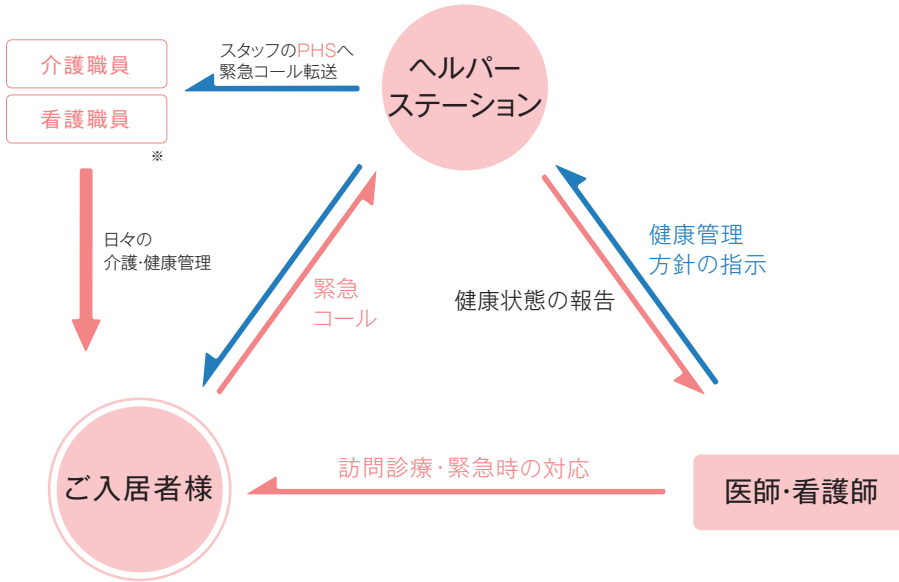 介護職員
看護職員
※
スタッフのPHSへ
緊急コール転送
ヘルパー
ステーション
日々の
介護・健康管理
緊急
コール
健康状態の報告
健康管理
方針の指示
ご入居者様
訪問診療・緊急時の対応
医師・看護師